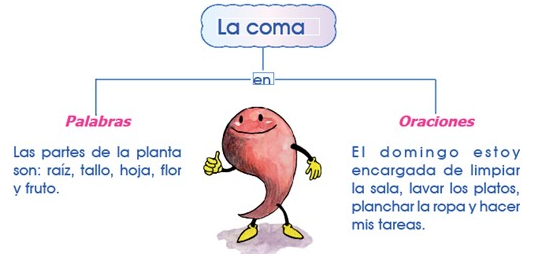 La coma
en
Palabras
Las partes de la planta
son: raíz, tallo, hoja, flor
y fruto.
Oraciones
El domingo estoy
encargada de limpiar
la sala, lavar los platos,
planchar la ropa y hacer
mis tareas.